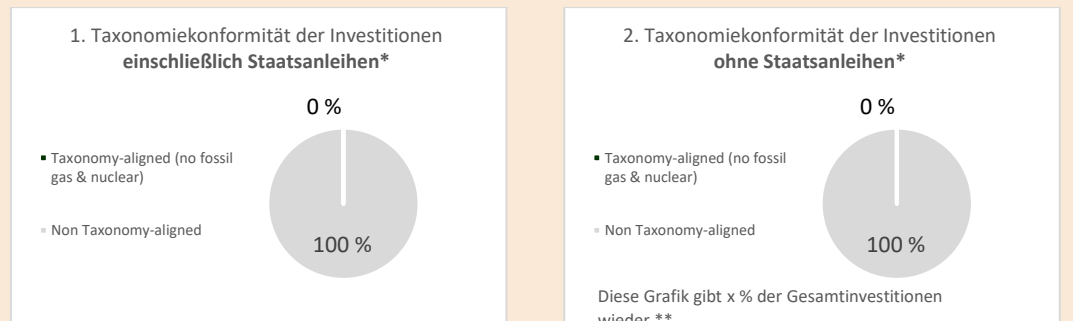 1. Taxonomiekonformität der Investitionen
einschließlich Staatsanleihen*
0 %
Taxonomy-aligned (no fossil
gas & nuclear)
Non Taxonomy-aligned
100 %
2. Taxonomiekonformität der Investitionen
ohne Staatsanleihen*
0 %
Taxonomy-aligned (no fossil
gas & nuclear)
Non Taxonomy-aligned
100 %
Diese Grafik gibt x % der Gesamtinvestitionen
wieder.**